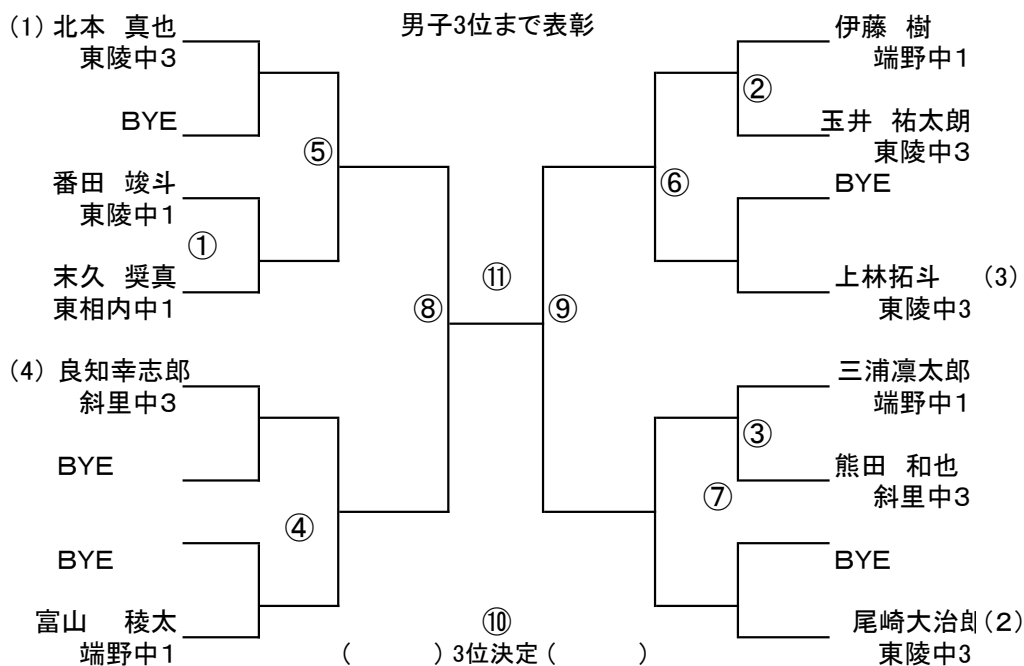 男子3位まで表彰
(1) 北本 真也
東陵中3
BYE
⑤
番田 竣斗
東陵中1
①
末久 奨真
東相内中1
⑧
(4) 良知幸志郎
斜里中3
BYE
④
BYE
富山 稜太
端野中1
⑪
⑩
( ) 3位決定 ( )
伊藤 樹
端野中1
②
玉井 祐太朗
東陵中3
⑥
BYE
上林拓斗 (3)
東陵中3
⑨
三浦凛太郎
端野中1
③
熊田 和也
斜里中3
⑦
BYE
尾崎大治郎(2)
東陵中3